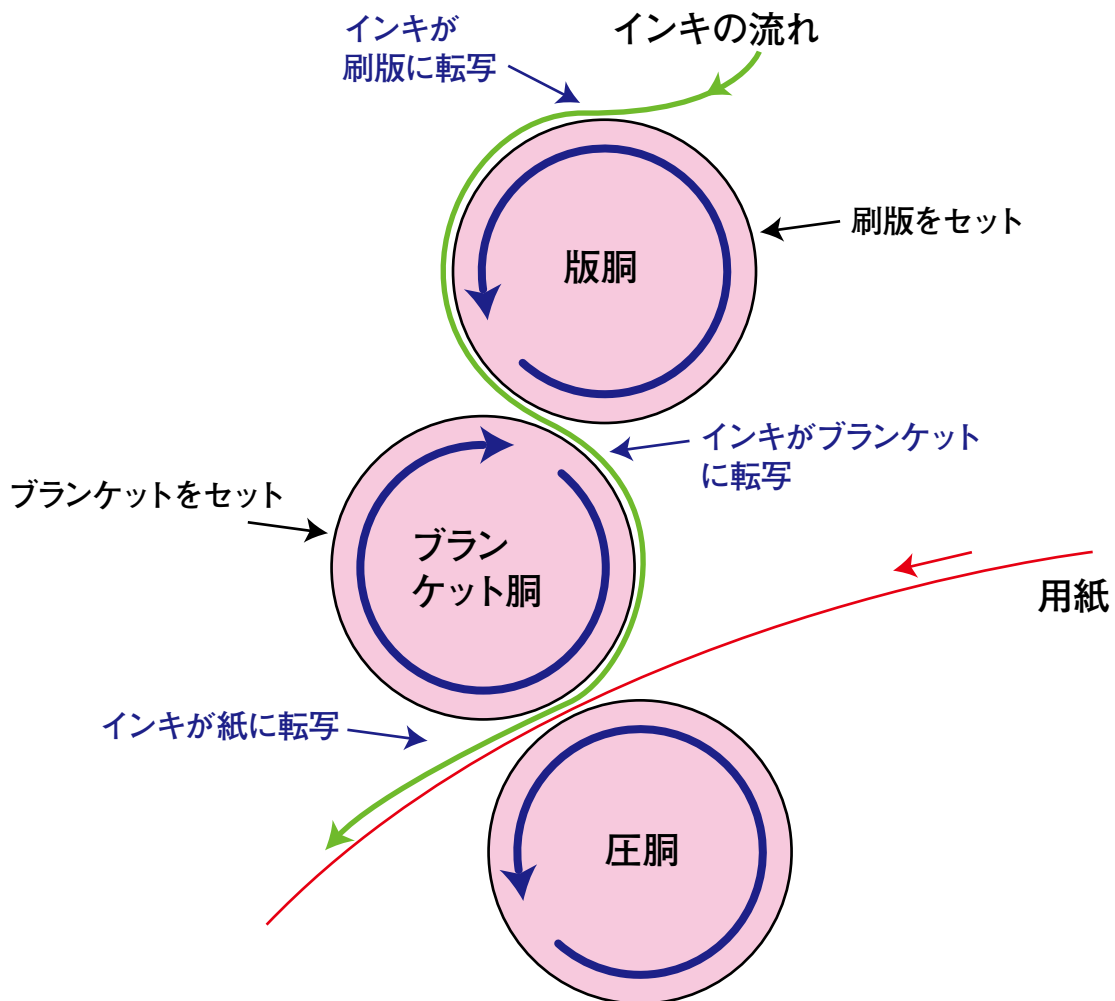 インキが
刷版に転写
インキの流れ
刷版をセット
版胴
インキがブランケット
に転写
ブランケットをセット
ブラン
ケット胴
用紙
インキが紙に転写
圧胴